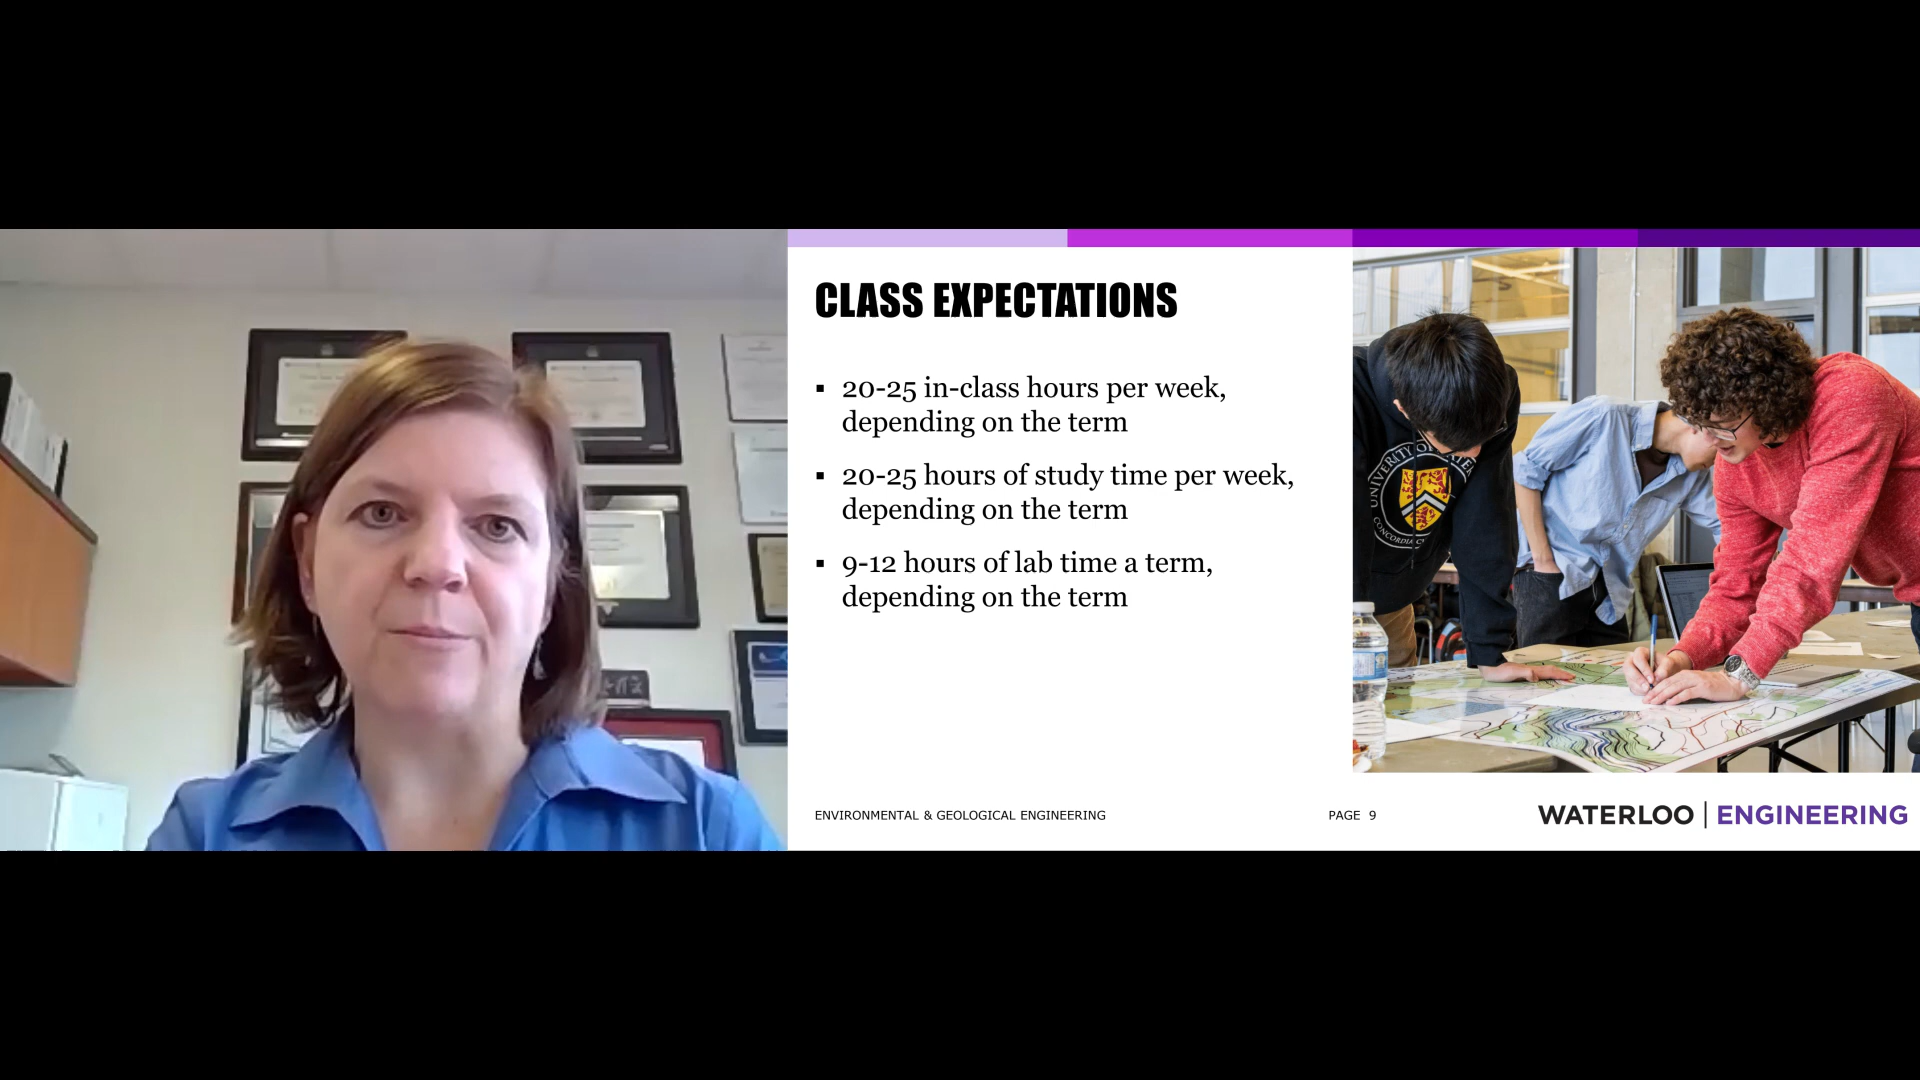 CLASS EXPECTATIONS
▪ 20-25 in-class hours per week,
depending on the term
▪ 20-25 hours of study time per week,
depending on the term
▪ 9-12 hours of lab time a term,
depending on the term
ENVIRONMENTAL & GEOLOGICAL ENGINEERING
PAGE 9
WATERLOO | ENGINEERING
UNIVERSITY OF